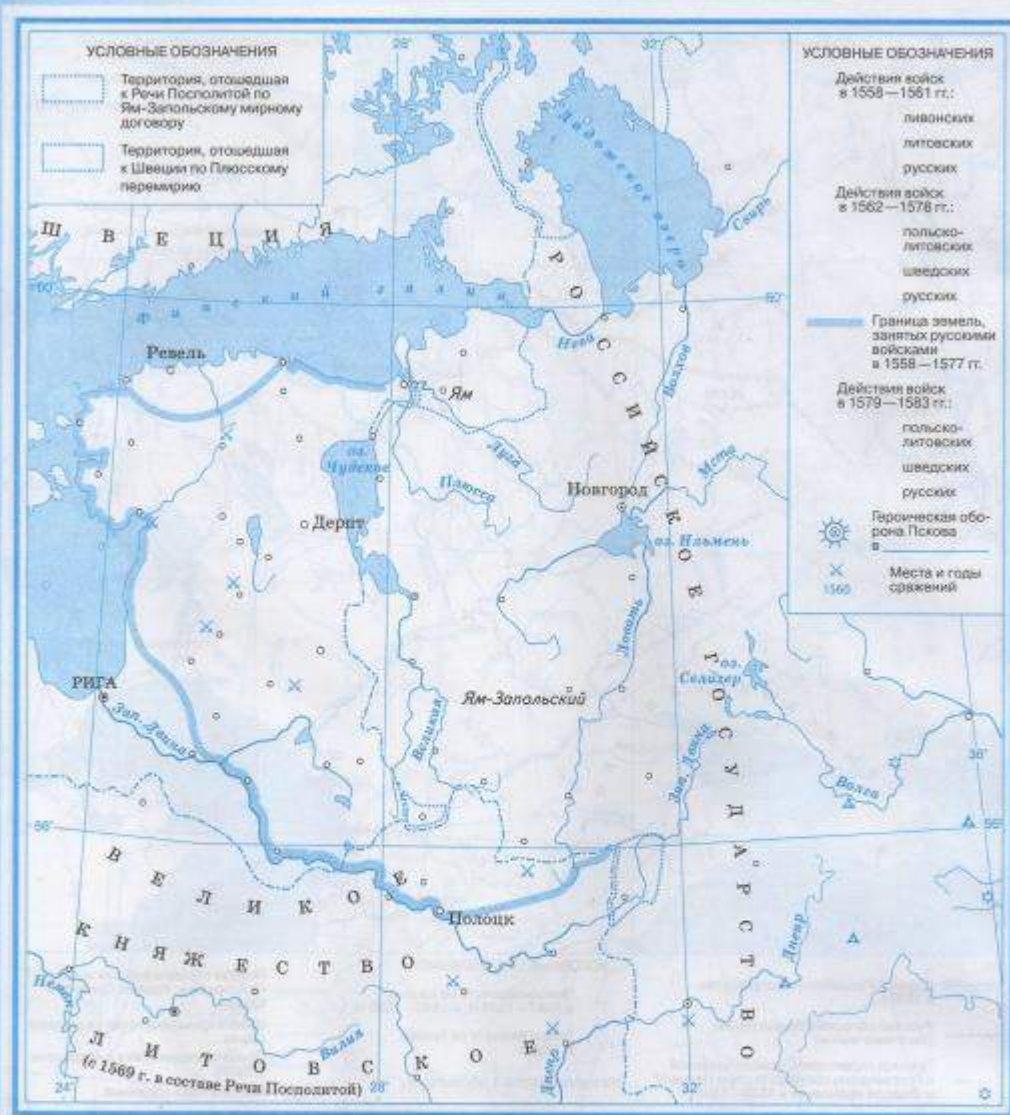 УСЛОВНЫЕ ОБОЗНАЧЕНИЯ
Территория, отошедшая
к Речи Посполитой по
Ям-Запольскому мирному
договору
Территория, отошедшая
к Швеции по Плюсскому
перемирию
УСЛОВНЫЕ ОБОЗНАЧЕНИЯ
Действия войск
в 1558—1561 гг.:
ливонских
литовских
русских
Действия войск
в 1562—1578 гг.:
польско-
литовских
шведских
русских
Граница земель,
занятых русскими
войсками
в 1558—1577 гг.
Действия войск
в 1579—1583 гг.:
польско-
литовских
шведских
русских
Героическая обо-
рона Пскова
в
Места и годы
сражений
1560
28°
32°
Ладожское озеро
Свирь
ШВЕЦИЯ
60°
60°
Финский залив
Нева
Волхов
Ревель
Ям
РОССИЙСКОЕ ГОСУДАРСТВО
оз.
Чудское
Луга
Плюсса
Мста
Новгород
Дерпт
оз. Ильмень
Ловать
оз.
Селигер
РИГА
Ям-Запольский
Зап. Двина
Великая
Зап. Двина
Волга
36°
56°
56°
ВЕЛИКОЕ
Полоцк
КНЯЖЕСТВО
Днепр
Неман
Вилия
ЛИТОВСКОЕ
Днепр
(с 1569 г. в составе Речи Посполитой)
24°
28°
32°